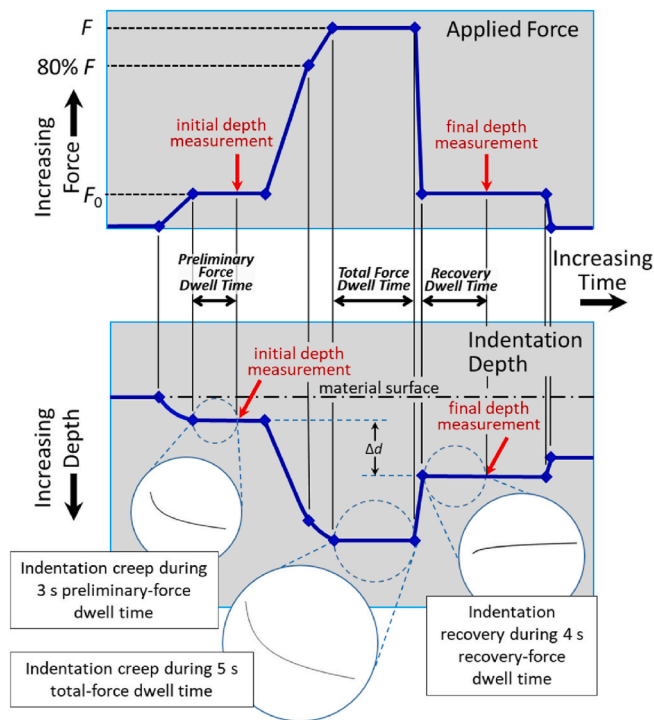 F
Applied Force
80% F
initial depth
measurement
final depth
measurement
Increasing
Force
F0
Preliminary
Force
Dwell Time
Total Force
Dwell Time
Recovery
Dwell Time
Increasing
Time
Indentation
Depth
initial depth
measurement
material surface
final depth
measurement
Increasing
Depth
Δd
Indentation creep during
3 s preliminary-force
dwell time
Indentation
recovery during 4 s
recovery-force
dwell time
Indentation creep during 5 s
total-force dwell time